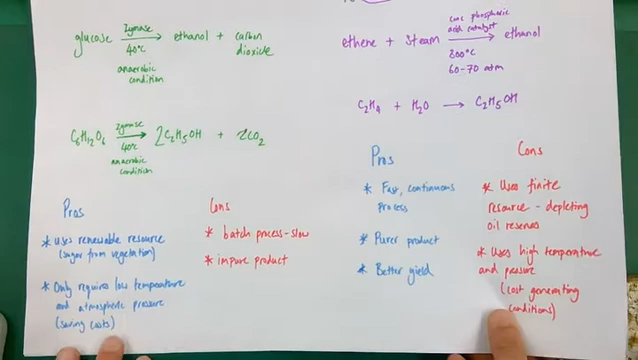 glucose zymase 40°C anaerobic condition → ethanol + carbon dioxide
C₆H₁₂O₆ zymase 40°C anaerobic condition → 2C₂H₅OH + 2CO₂
Pros
* Uses renewable resource
(sugar from vegetation)
* Only requires low temperature
and atmospheric pressure
(saving costs)
Cons
* batch process - slow
* impure product
ethene + Steam conc phosphoric acid catalyst 300°C 60-70 atm → ethanol
C₂H₄ + H₂O → C₂H₅OH
Pros
* Fast, continuous
process
* Purer product
* Better yield
Cons
* Uses finite
resource - depleting
oil reserves
* Uses high temperature
and pressure
(cost generating
conditions)